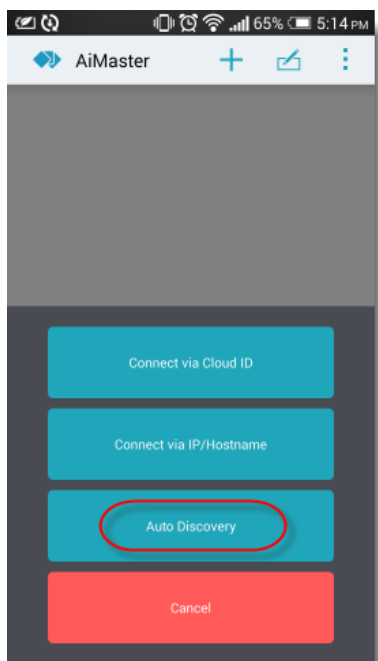 65% 5:14 PM
AiMaster
Connect via Cloud ID
Connect via IP/Hostname
Auto Discovery
Cancel